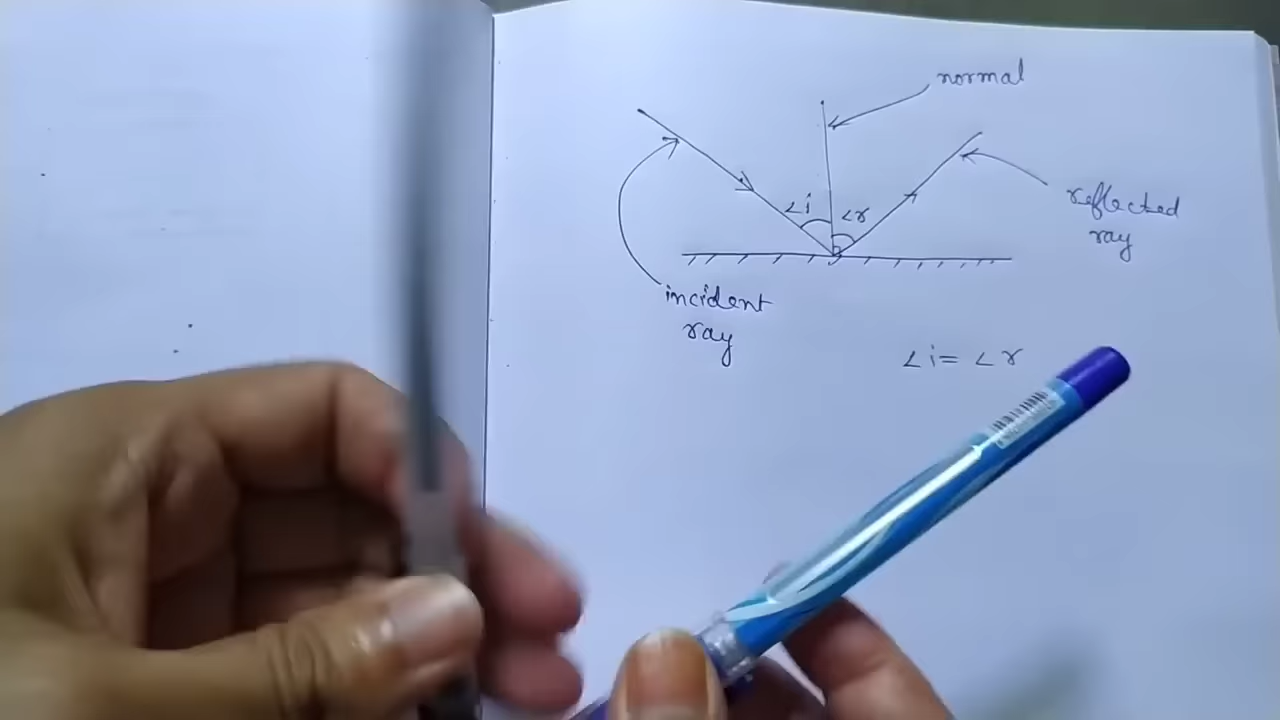 normal
∠i
∠r
reflected
ray
incident
ray
∠i = ∠r